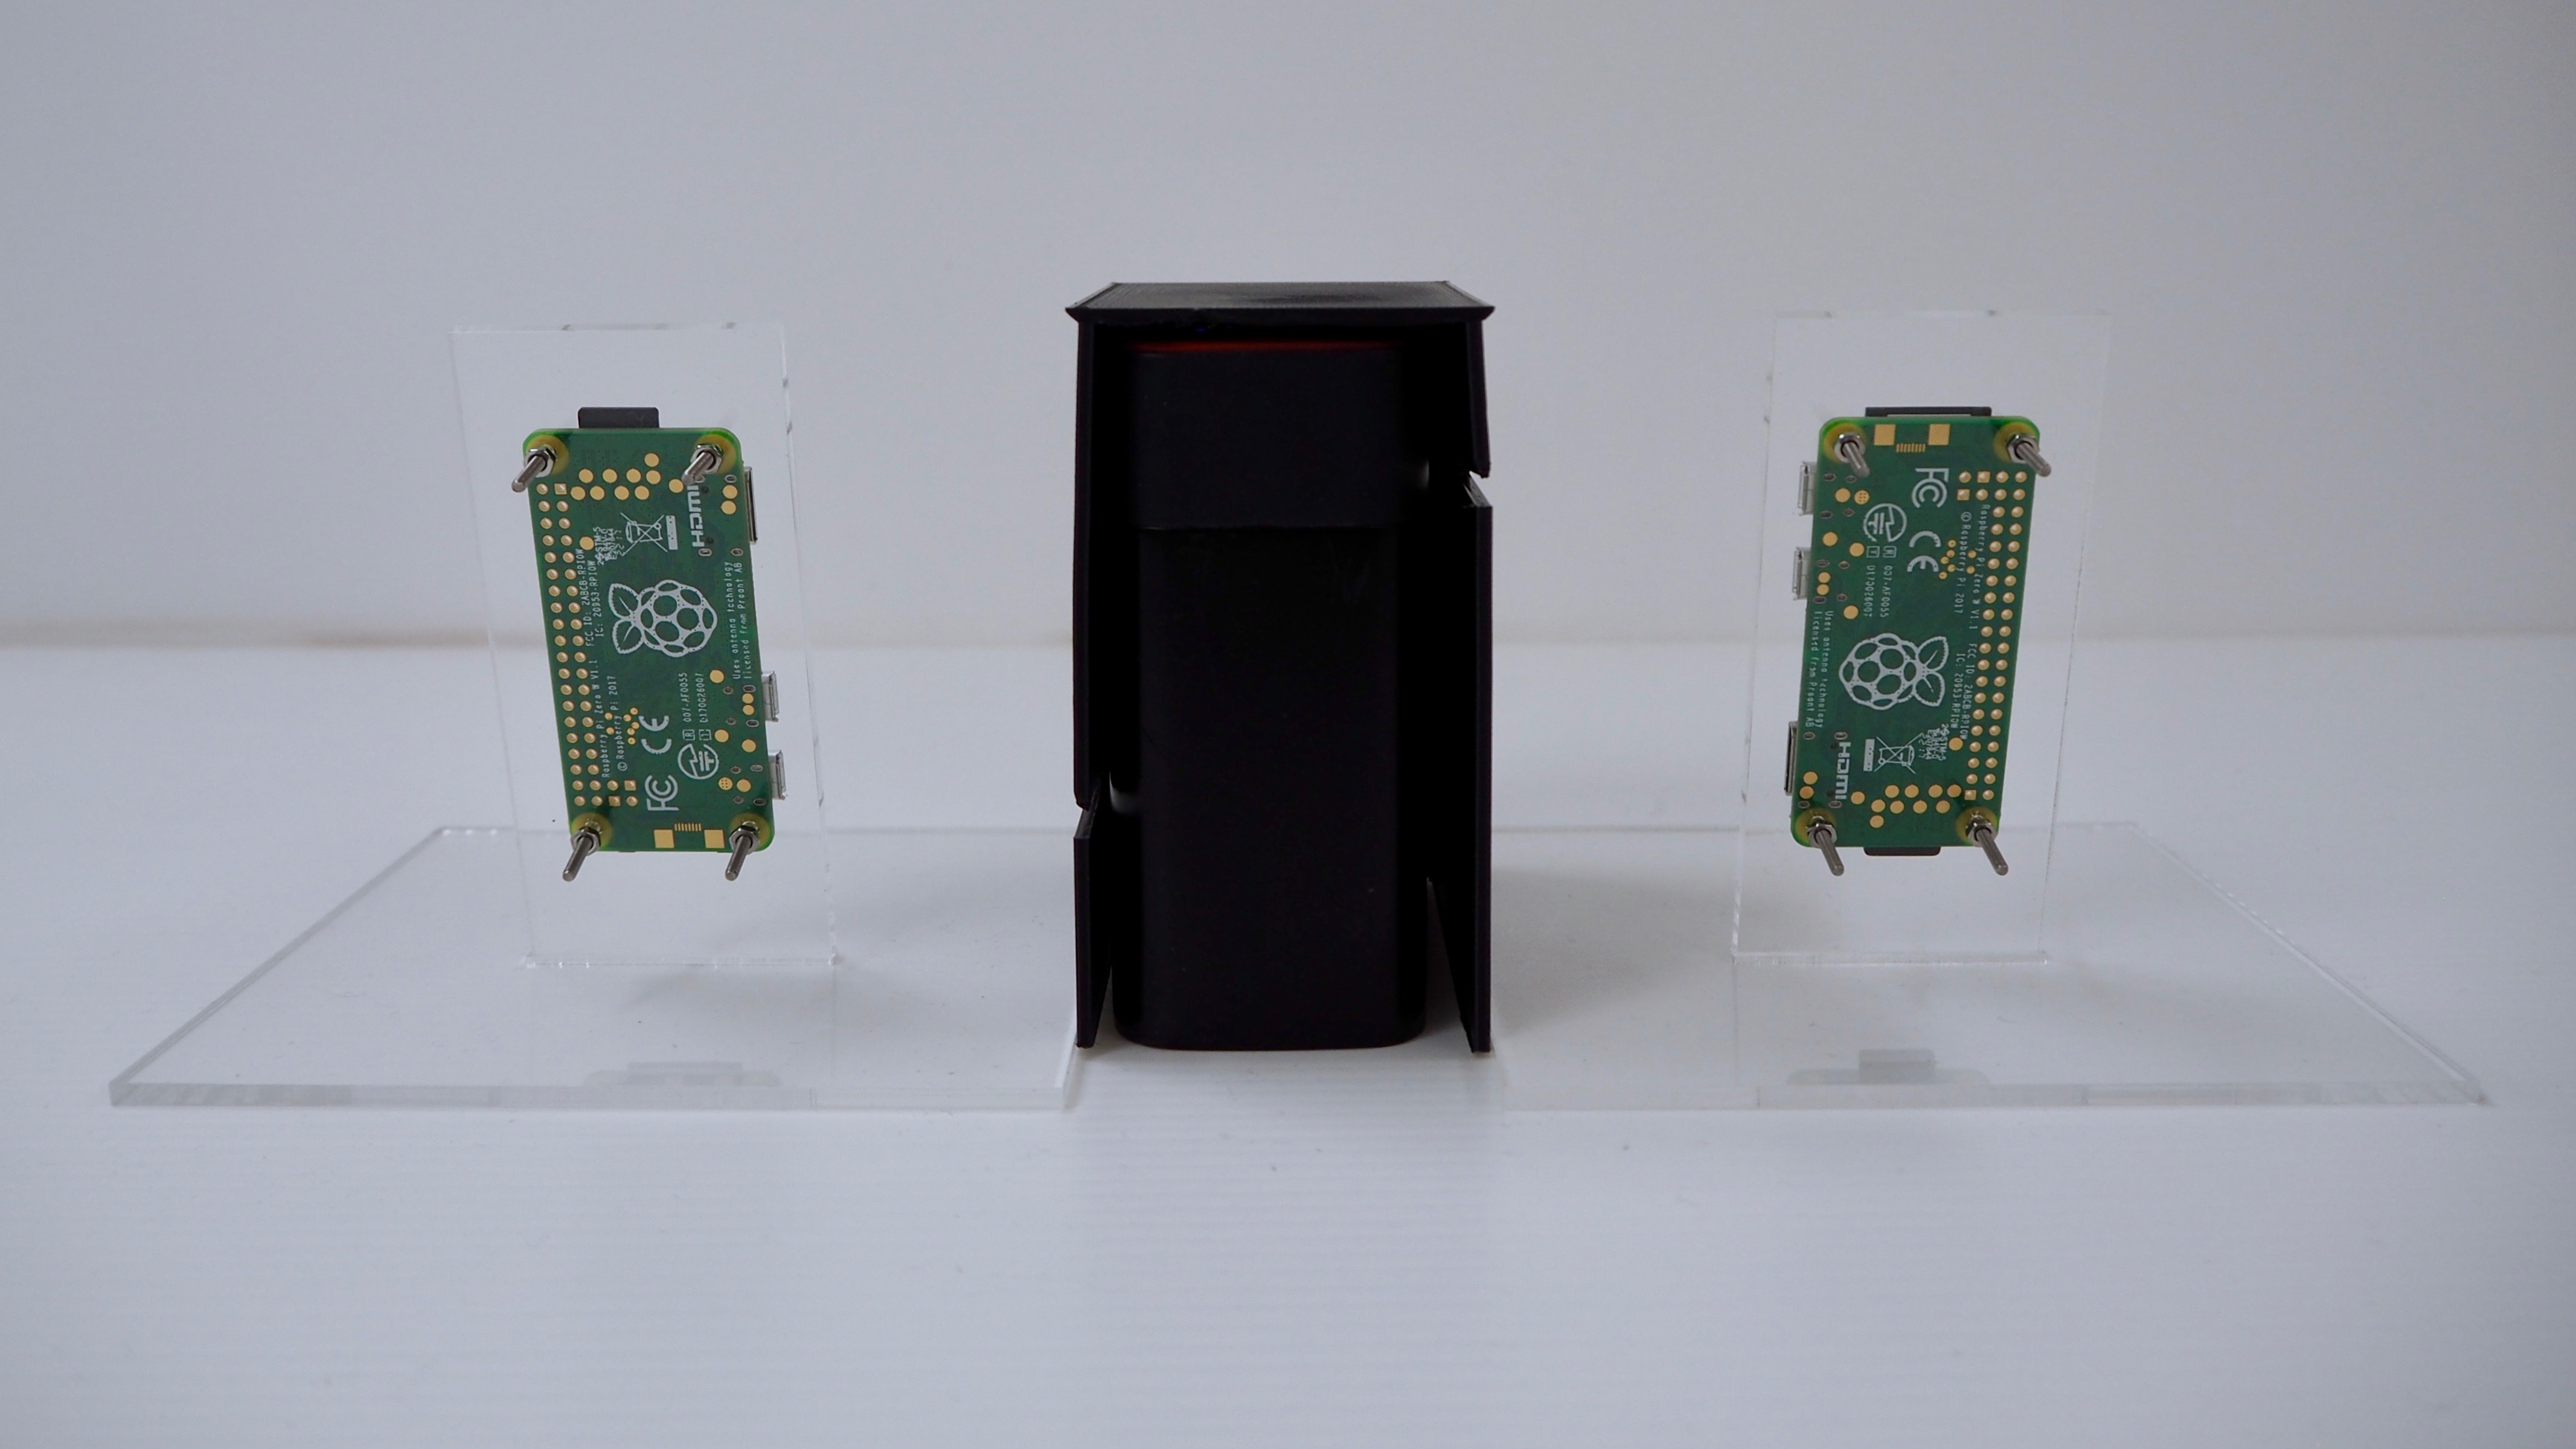 HDMI
FCC ID: 2ABCB-RPI0W
IC: 20953-RPI0W
Uses antenna technology
licensed from Proant AB
Raspberry Pi Zero W V1.1
© Raspberry Pi 2017
[R] 007-AF0055
[T] D170026007
CE
FC
FC
CE
[R] 007-AF0055
[T] D170026007
Raspberry Pi Zero W V1.1
© Raspberry Pi 2017
Uses antenna technology
licensed from Proant AB
FCC ID: 2ABCB-RPI0W
IC: 20953-RPI0W
HDMI